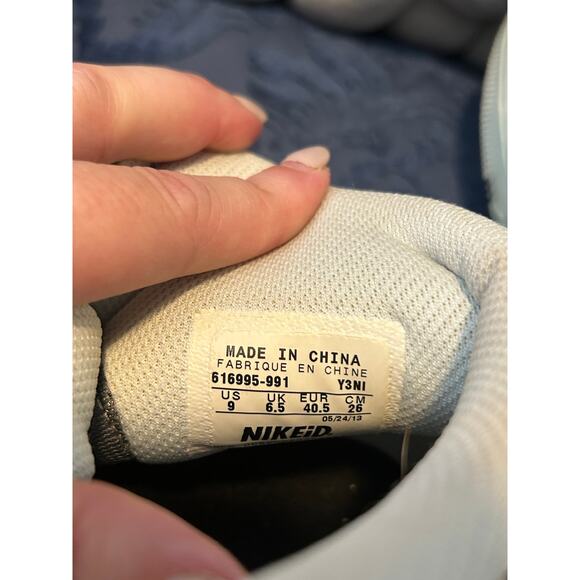 MADE IN CHINA
FABRIQUE EN CHINE
616995-991 Y3NI
US UK EUR CM
9 6.5 40.5 26
05/24/13
NIKEiD